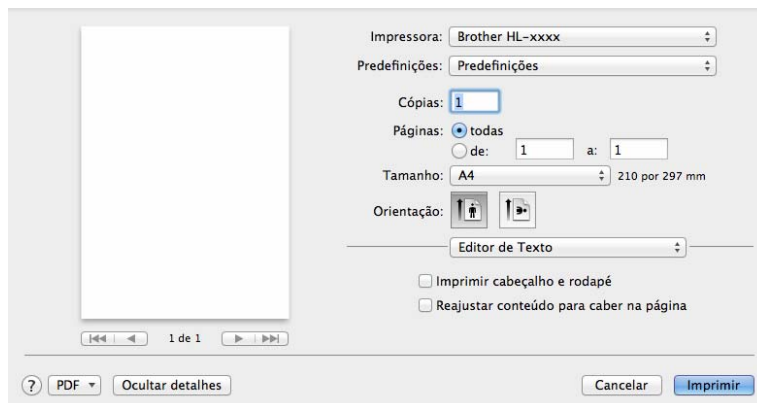 Impressora: Brother HL-xxxx
Predefinições: Predefinições
Cópias: 1
Páginas: todas
de: 1 a: 1
Tamanho: A4 210 por 297 mm
Orientação:
Editor de Texto
Imprimir cabeçalho e rodapé
Reajustar conteúdo para caber na página
1 de 1
? PDF Ocultar detalhes Cancelar Imprimir